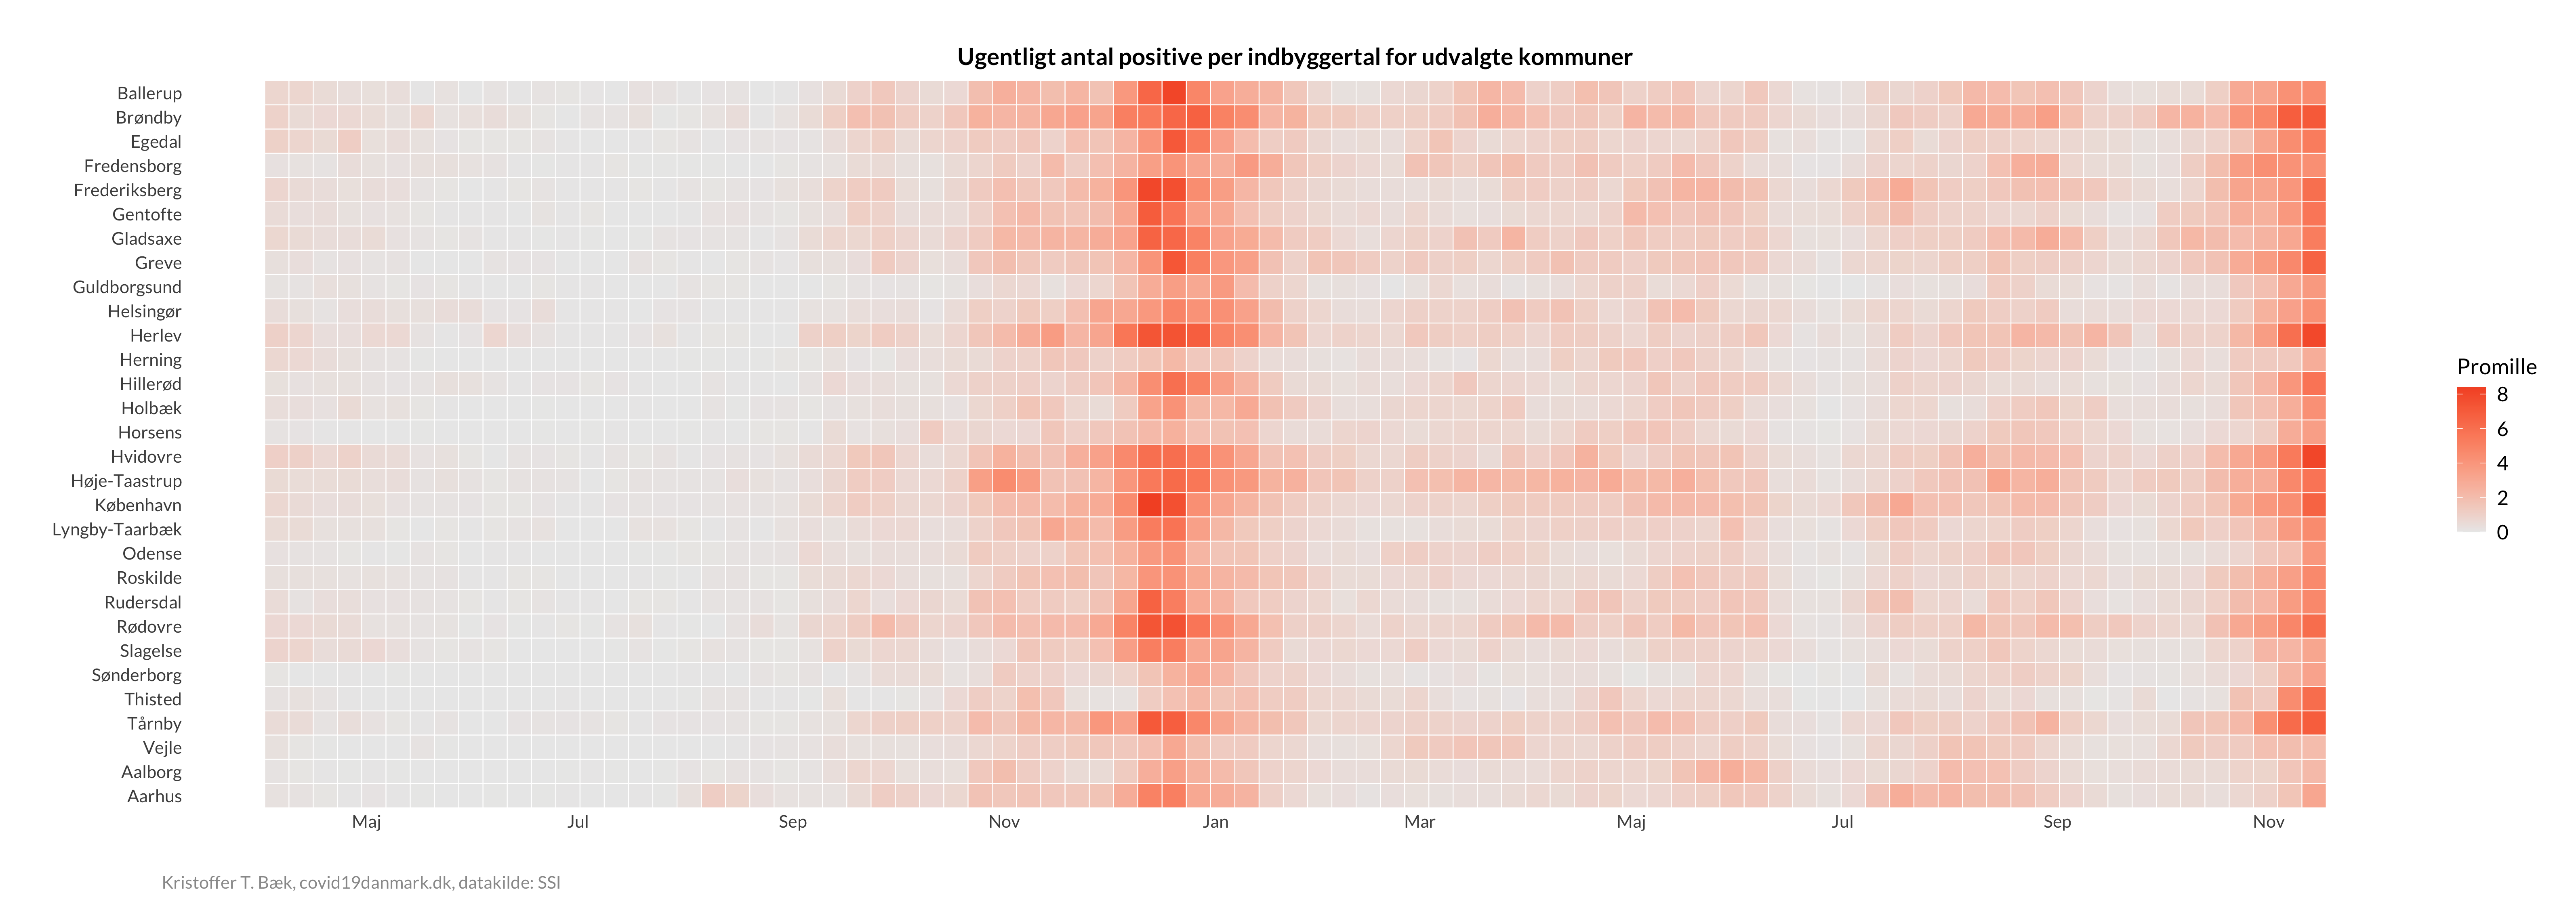 Ugentligt antal positive per indbyggertal for udvalgte kommuner
Ballerup
Brøndby
Egedal
Fredensborg
Frederiksberg
Gentofte
Gladsaxe
Greve
Guldborgsund
Helsingør
Herlev
Herning
Hillerød
Holbæk
Horsens
Hvidovre
Høje-Taastrup
København
Lyngby-Taarbæk
Odense
Roskilde
Rudersdal
Rødovre
Slagelse
Sønderborg
Thisted
Tårnby
Vejle
Aalborg
Aarhus
Maj Jul Sep Nov Jan Mar Maj Jul Sep Nov
Promille
8
6
4
2
0
Kristoffer T. Bæk, covid19danmark.dk, datakilde: SSI